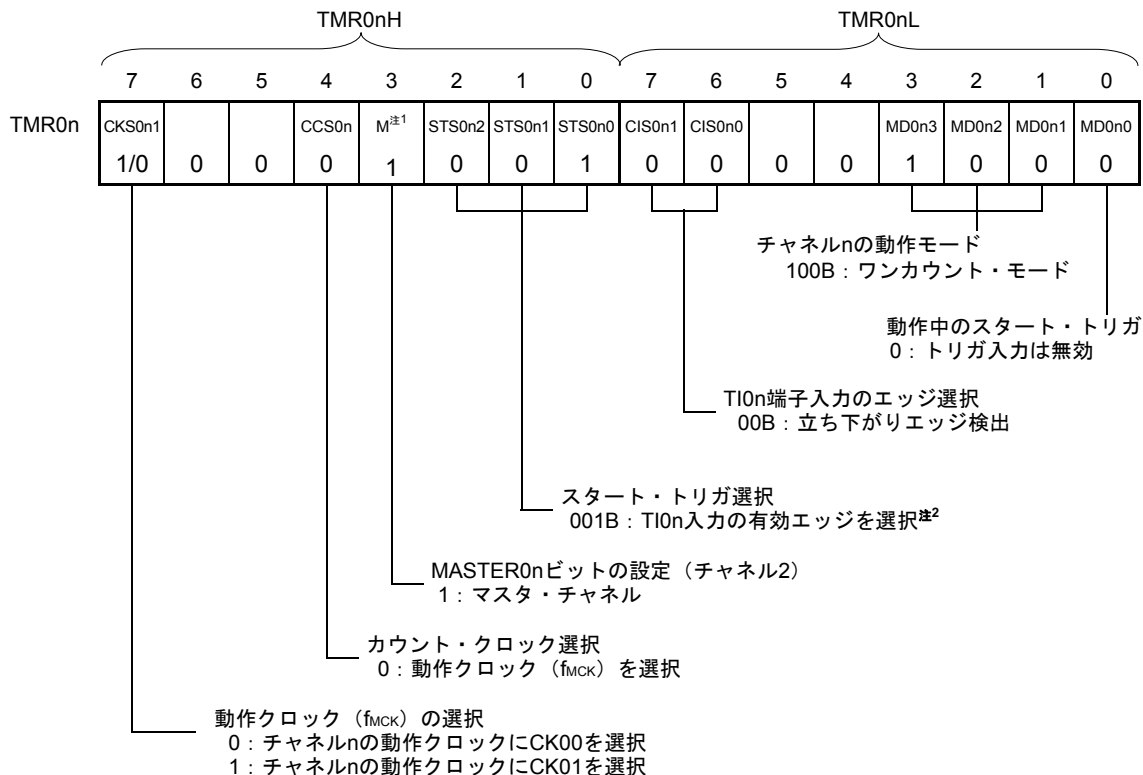 TMR0nH TMR0nL
7 6 5 4 3 2 1 0 7 6 5 4 3 2 1 0
TMR0n CKS0n1 CCS0n M注1 STS0n2 STS0n1 STS0n0 CIS0n1 CIS0n0 MD0n3 MD0n2 MD0n1 MD0n0
1/0 0 0 0 1 0 0 1 0 0 0 0 1 0 0 0
チャネルnの動作モード
100B：ワンカウント・モード
動作中のスタート・トリガ
0：トリガ入力は無効
TI0n端子入力のエッジ選択
00B：立ち下がりエッジ検出
スタート・トリガ選択
001B：TI0n入力の有効エッジを選択注2
MASTER0nビットの設定（チャネル2）
1：マスタ・チャネル
カウント・クロック選択
0：動作クロック（fMCK）を選択
動作クロック（fMCK）の選択
0：チャネルnの動作クロックにCK00を選択
1：チャネルnの動作クロックにCK01を選択